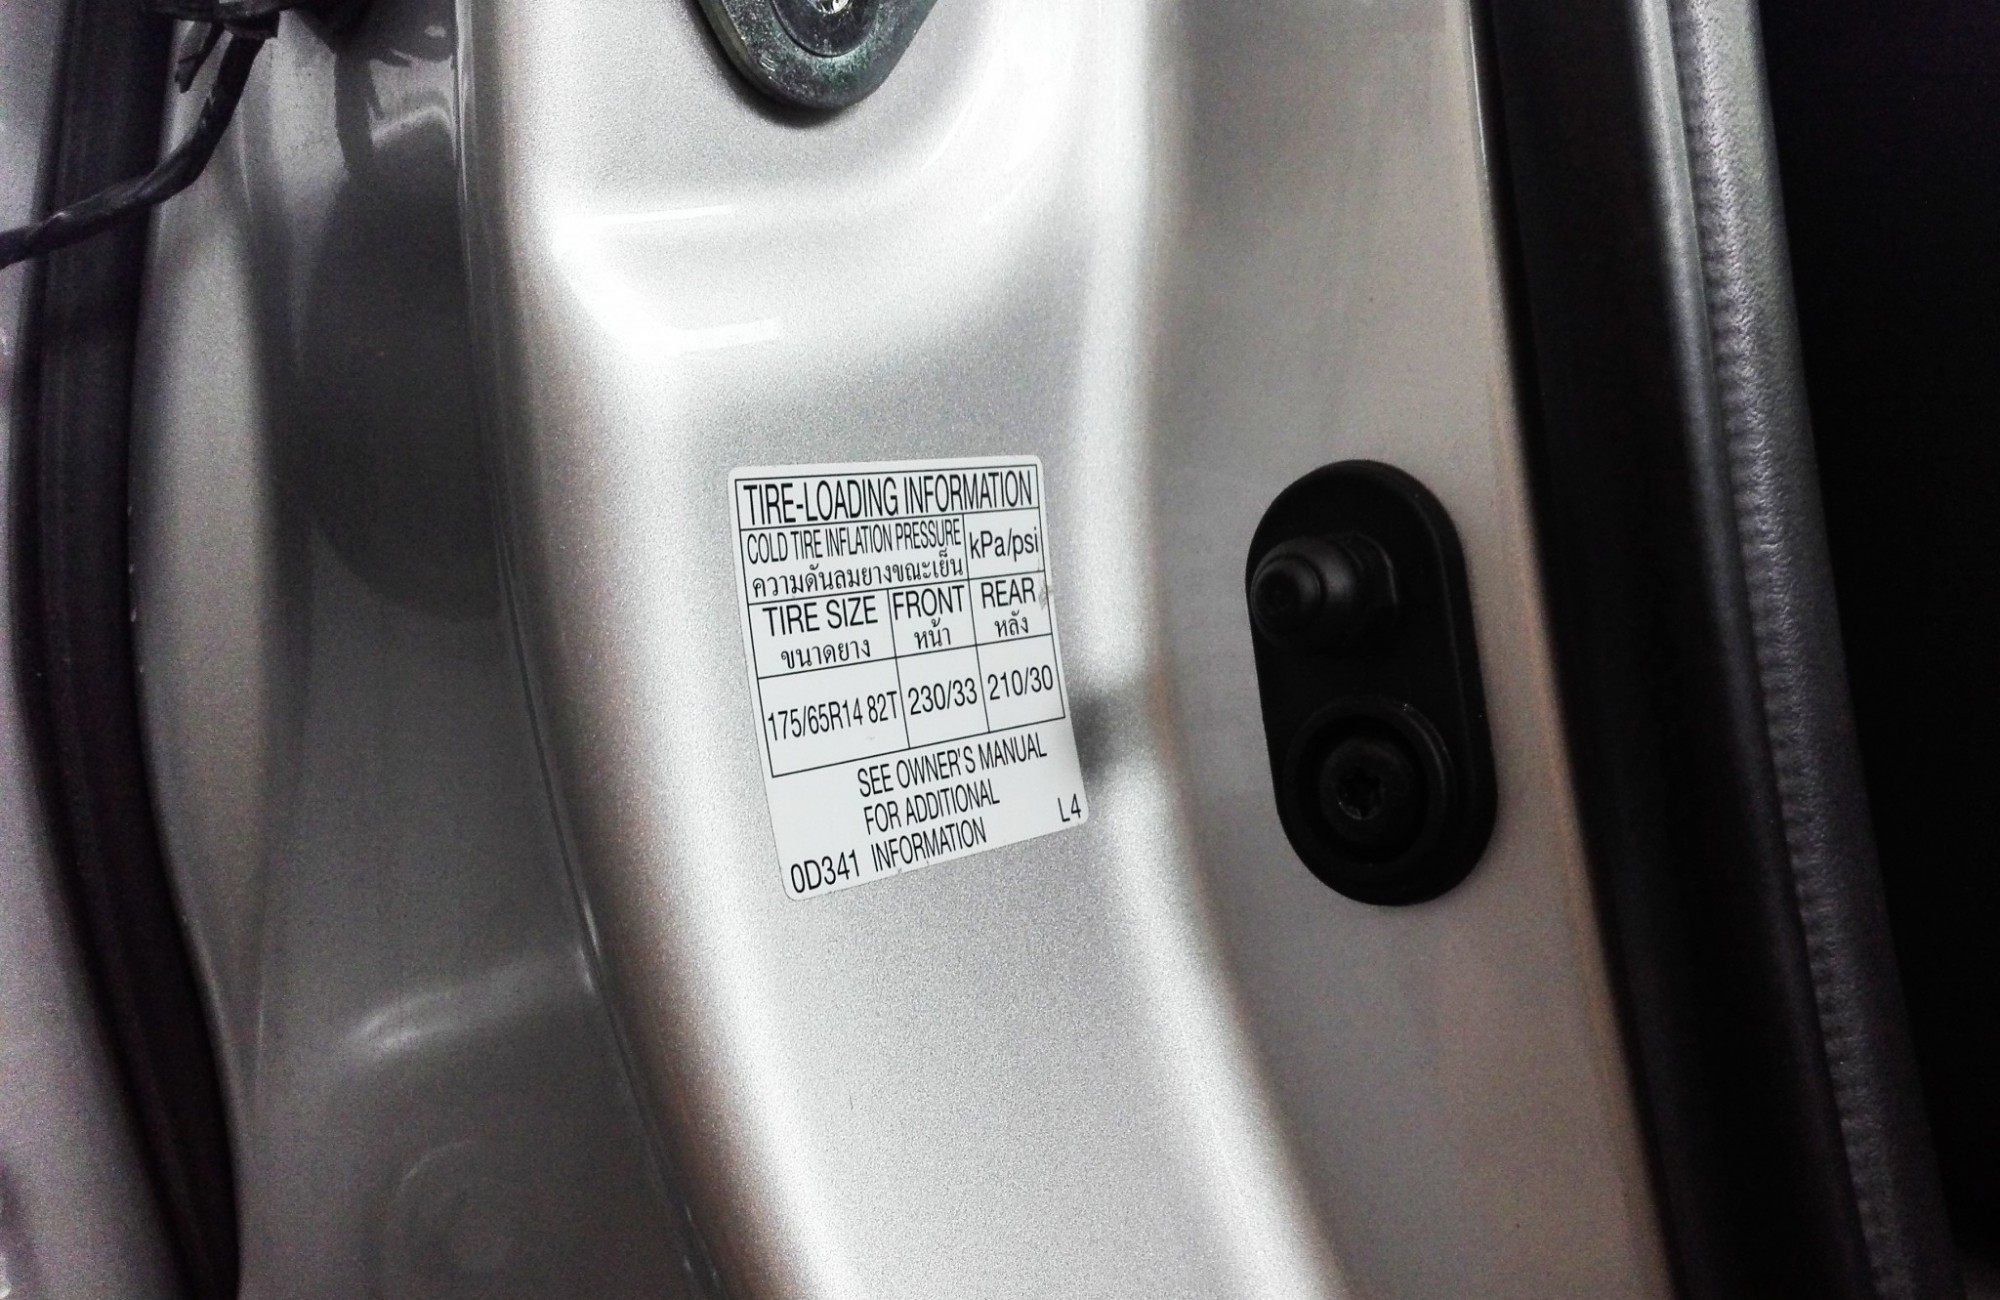 TIRE-LOADING INFORMATION
COLD TIRE INFLATION PRESSURE kPa/psi
ความดันลมยางขณะเย็น
TIRE SIZE FRONT REAR
ขนาดยาง หน้า หลัง
175/65R14 82T 230/33 210/30
SEE OWNER'S MANUAL
FOR ADDITIONAL
INFORMATION
0D341
L4